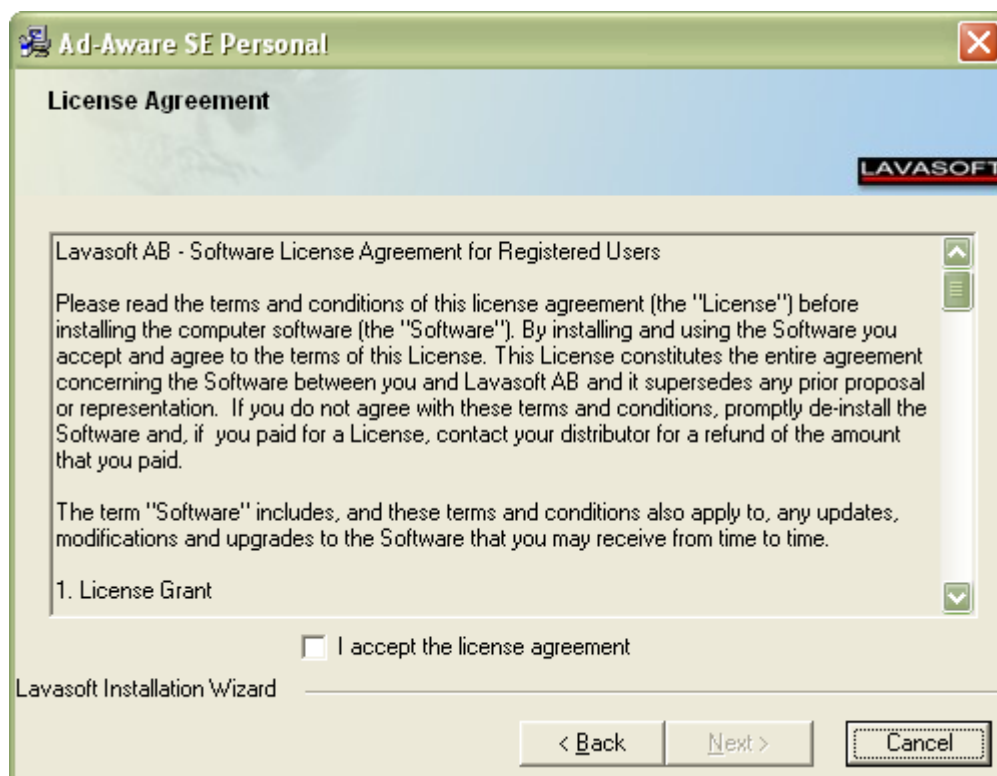 Ad-Aware SE Personal
License Agreement
LAVASOFT
Lavasoft AB - Software License Agreement for Registered Users
Please read the terms and conditions of this license agreement (the "License") before
installing the computer software (the "Software"). By installing and using the Software you
accept and agree to the terms of this License. This License constitutes the entire agreement
concerning the Software between you and Lavasoft AB and it supersedes any prior proposal
or representation.  If you do not agree with these terms and conditions, promptly de-install the
Software and, if  you paid for a License, contact your distributor for a refund of the amount
that you paid.
The term "Software" includes, and these terms and conditions also apply to, any updates,
modifications and upgrades to the Software that you may receive from time to time.
1. License Grant
I accept the license agreement
Lavasoft Installation Wizard
< Back
Next >
Cancel